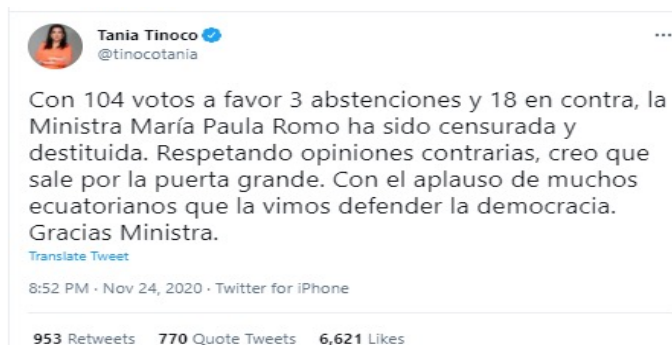 Tania Tinoco
@tinocotania
Con 104 votos a favor 3 abstenciones y 18 en contra, la
Ministra María Paula Romo ha sido censurada y
destituida. Respetando opiniones contrarias, creo que
sale por la puerta grande. Con el aplauso de muchos
ecuatorianos que la vimos defender la democracia.
Gracias Ministra.
Translate Tweet
8:52 PM · Nov 24, 2020 · Twitter for iPhone
953 Retweets 770 Quote Tweets 6,621 Likes